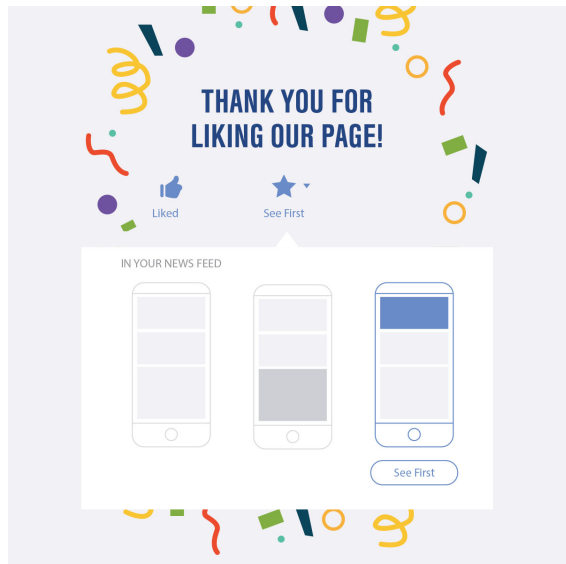 THANK YOU FOR
LIKING OUR PAGE!
Liked
See First
IN YOUR NEWS FEED
See First